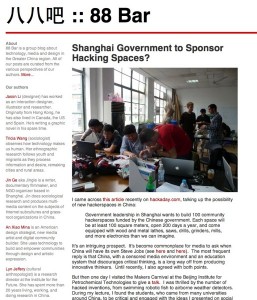 八八吧 :: 88 Bar
About
88 Bar is a group blog about
technology, media and design in
the Greater China region. All of
our posts are curated from the
various perspectives of our
authors. More...
Our authors
Jason Li (designer) has worked
as an interaction designer,
illustrator and researcher.
Originally from Hong Kong, he
has also lived in Canada, the US
and Spain. He's writing a graphic
novel in his spare time.
Tricia Wang (sociologist)
observes how technology makes
us human. Her ethnographic
research follows youth and
migrants as they process
information and desire, remaking
cities and rural areas.
Jin Ge aka Jingle is a writer,
documentary filmmaker, and
NGO organizer based in
Shanghai. Jin does sociological
research and produces multi-
media content on the subjects of
Internet subcultures and grass-
root organizations in China.
An Xiao Mina is an American
design strategist, new media
artist and digital community
builder. She uses technology to
build and empower communities
through design and artistic
expression.
Lyn Jeffery (cultural
anthropologist) is a research
director at the Institute for the
Future. She has spent more than
20 years living, working and
doing research in China.
Shanghai Government to Sponsor
Hacking Spaces?
I came across this article recently on hackaday.com, talking up the possibility
of new hackerspaces in China:
Government leadership in Shanghai wants to build 100 community
hackerspaces funded by the Chinese government. Each space will
be at least 100 square meters, open 200 days a year, and come
equipped with wood and metal lathes, saws, drills, grinders, mills,
and more electronics than we can imagine.
It's an intriguing prospect. It's become commonplace for media to ask when
China will have its own Steve Jobs (see here and here). The most frequent
reply is that China, with a censored media environment and an education
system that discourages critical thinking, is a long way off from producing
innovative thinkers. Until recently, I also agreed with both points.
But then one day I visited the Makers Carnival at the Beijing Institute for
Petrochemical Technologies to give a talk. I was thrilled by the number of
hacked inventions, from swimming robotic fish to airborne weather detectors.
During my lecture, I found the students, who came from many universities
around China, to be critical and engaged with the ideas I presented on social